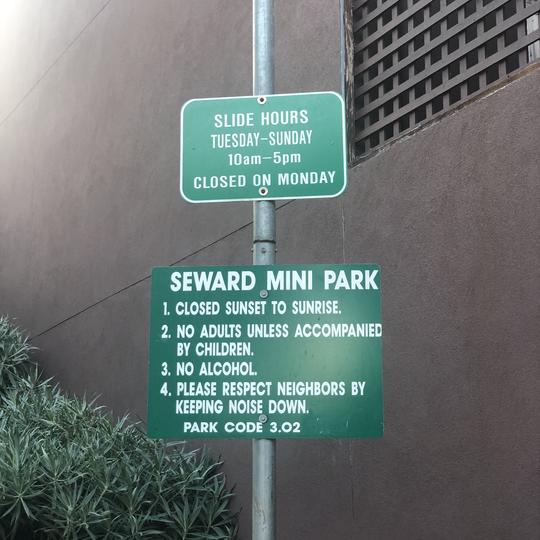 SLIDE HOURS
TUESDAY-SUNDAY
10am-5pm
CLOSED ON MONDAY
SEWARD MINI PARK
1. CLOSED SUNSET TO SUNRISE.
2. NO ADULTS UNLESS ACCOMPANIED
BY CHILDREN.
3. NO ALCOHOL.
4. PLEASE RESPECT NEIGHBORS BY
KEEPING NOISE DOWN.
PARK CODE 3.02